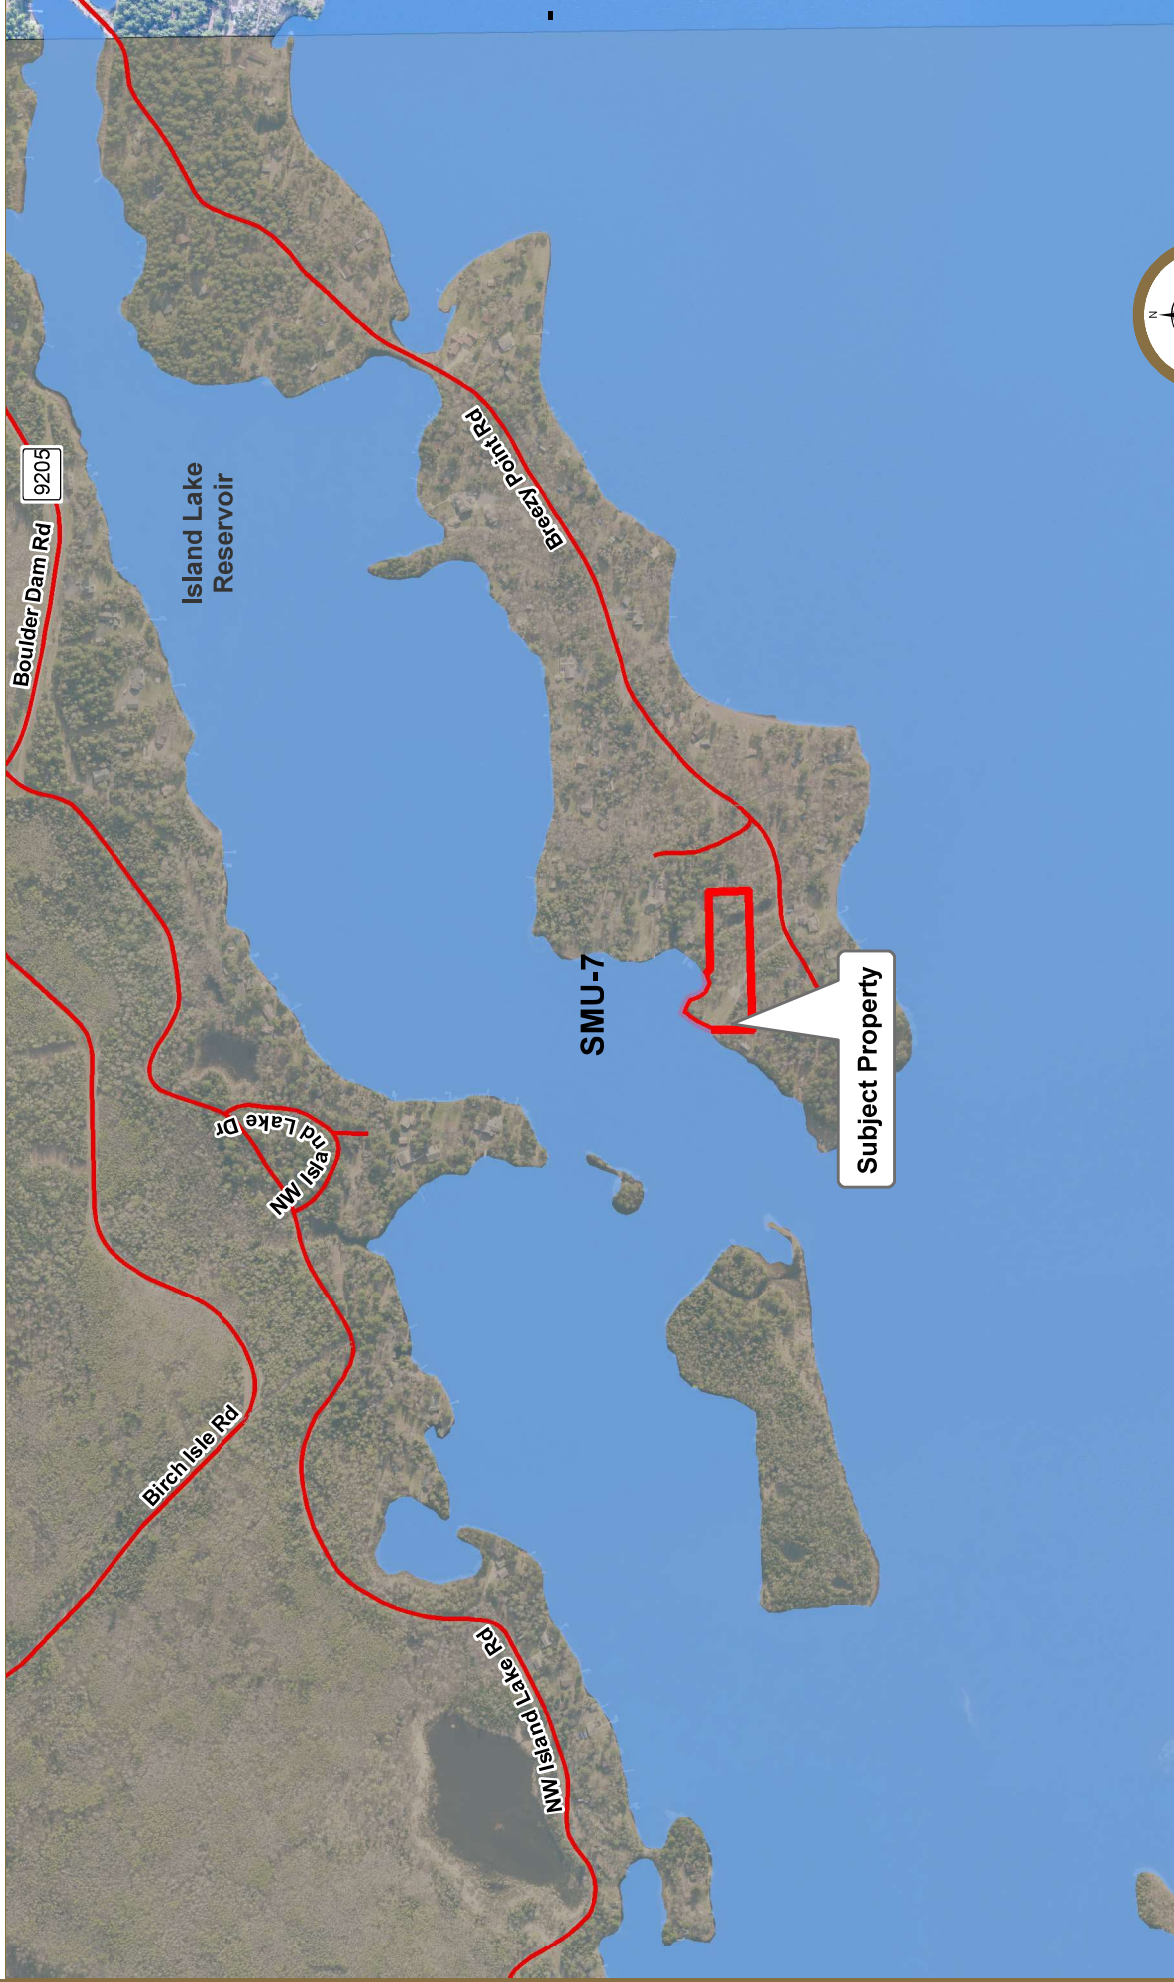 Boulder Dam Rd
9205
Island Lake
Reservoir
Breezy Point Rd
SMU-7
Subject Property
NW Island Lake Dr
Birch Isle Rd
NW Island Lake Rd
N